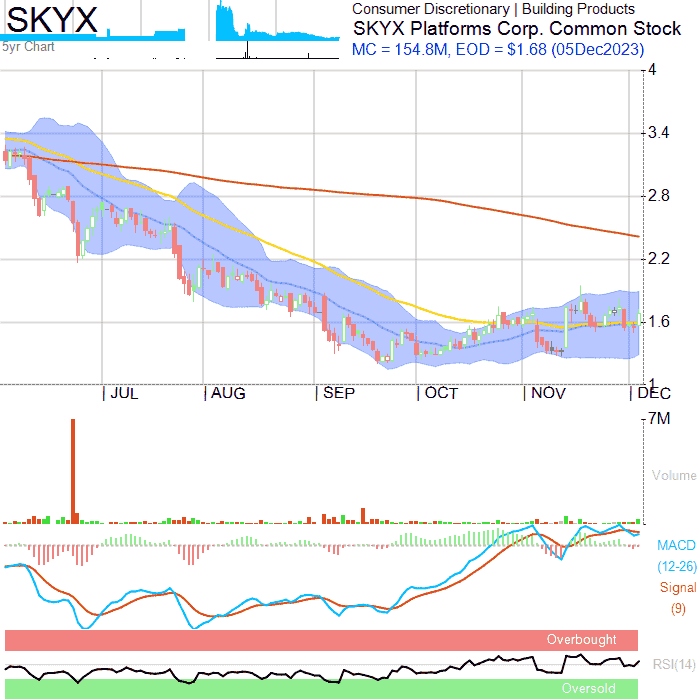 SKYX
5yr Chart
Consumer Discretionary | Building Products
SKYX Platforms Corp. Common Stock
MC = 154.8M, EOD = $1.68 (05Dec2023)
4
3.4
2.8
2.2
1.6
1
JUL
AUG
SEP
OCT
NOV
DEC
7M
Volume
MACD
(12-26)
Signal
(9)
Overbought
RSI(14)
Oversold